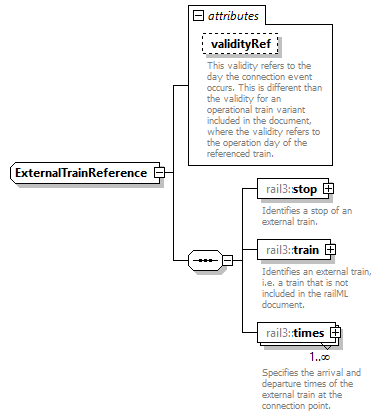 attributes
validityRef
This validity refers to the
day the connection event
occurs. This is different than
the validity for an
operational train variant
included in the document,
where the validity refers to
the operation day of the
referenced train.
ExternalTrainReference
rail3::stop
Identifies a stop of an
external train.
rail3::train
Identifies an external train,
i.e. a train that is not
included in the railML
document.
rail3::times
1..∞
Specifies the arrival and
departure times of the
external train at the
connection point.